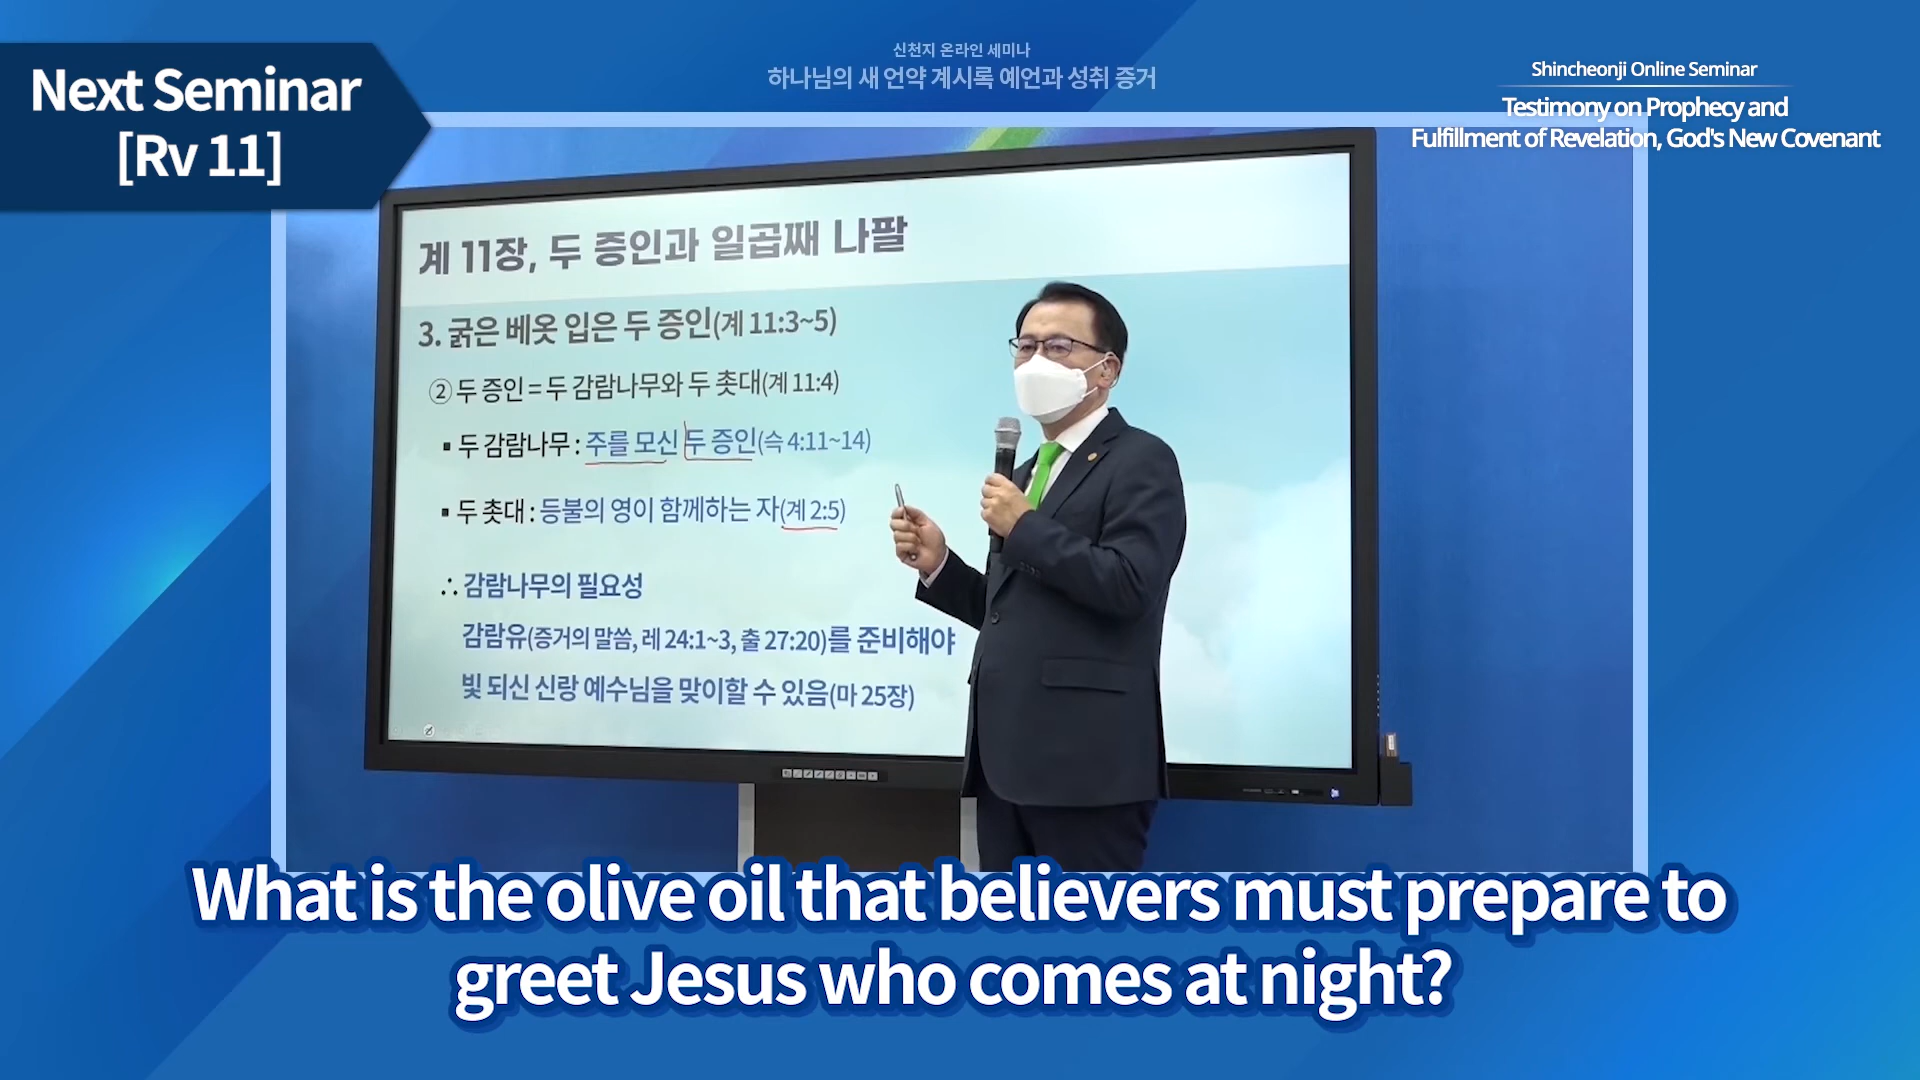 Next Seminar
[Rv 11]
신천지 온라인 세미나
하나님의 새 언약 계시록 예언과 성취 증거
Shincheonji Online Seminar
Testimony on Prophecy and
Fulfillment of Revelation, God's New Covenant
계 11장, 두 증인과 일곱째 나팔
3. 굵은 베옷 입은 두 증인(계 11:3~5)
② 두 증인 = 두 감람나무와 두 촛대(계 11:4)
▪ 두 감람나무 : 주를 모신 두 증인(슥 4:11~14)
▪ 두 촛대 : 등불의 영이 함께하는 자(계 2:5)
∴ 감람나무의 필요성
감람유(증거의 말씀, 레 24:1~3, 출 27:20)를 준비해야
빛 되신 신랑 예수님을 맞이할 수 있음(마 25장)
What is the olive oil that believers must prepare to
greet Jesus who comes at night?